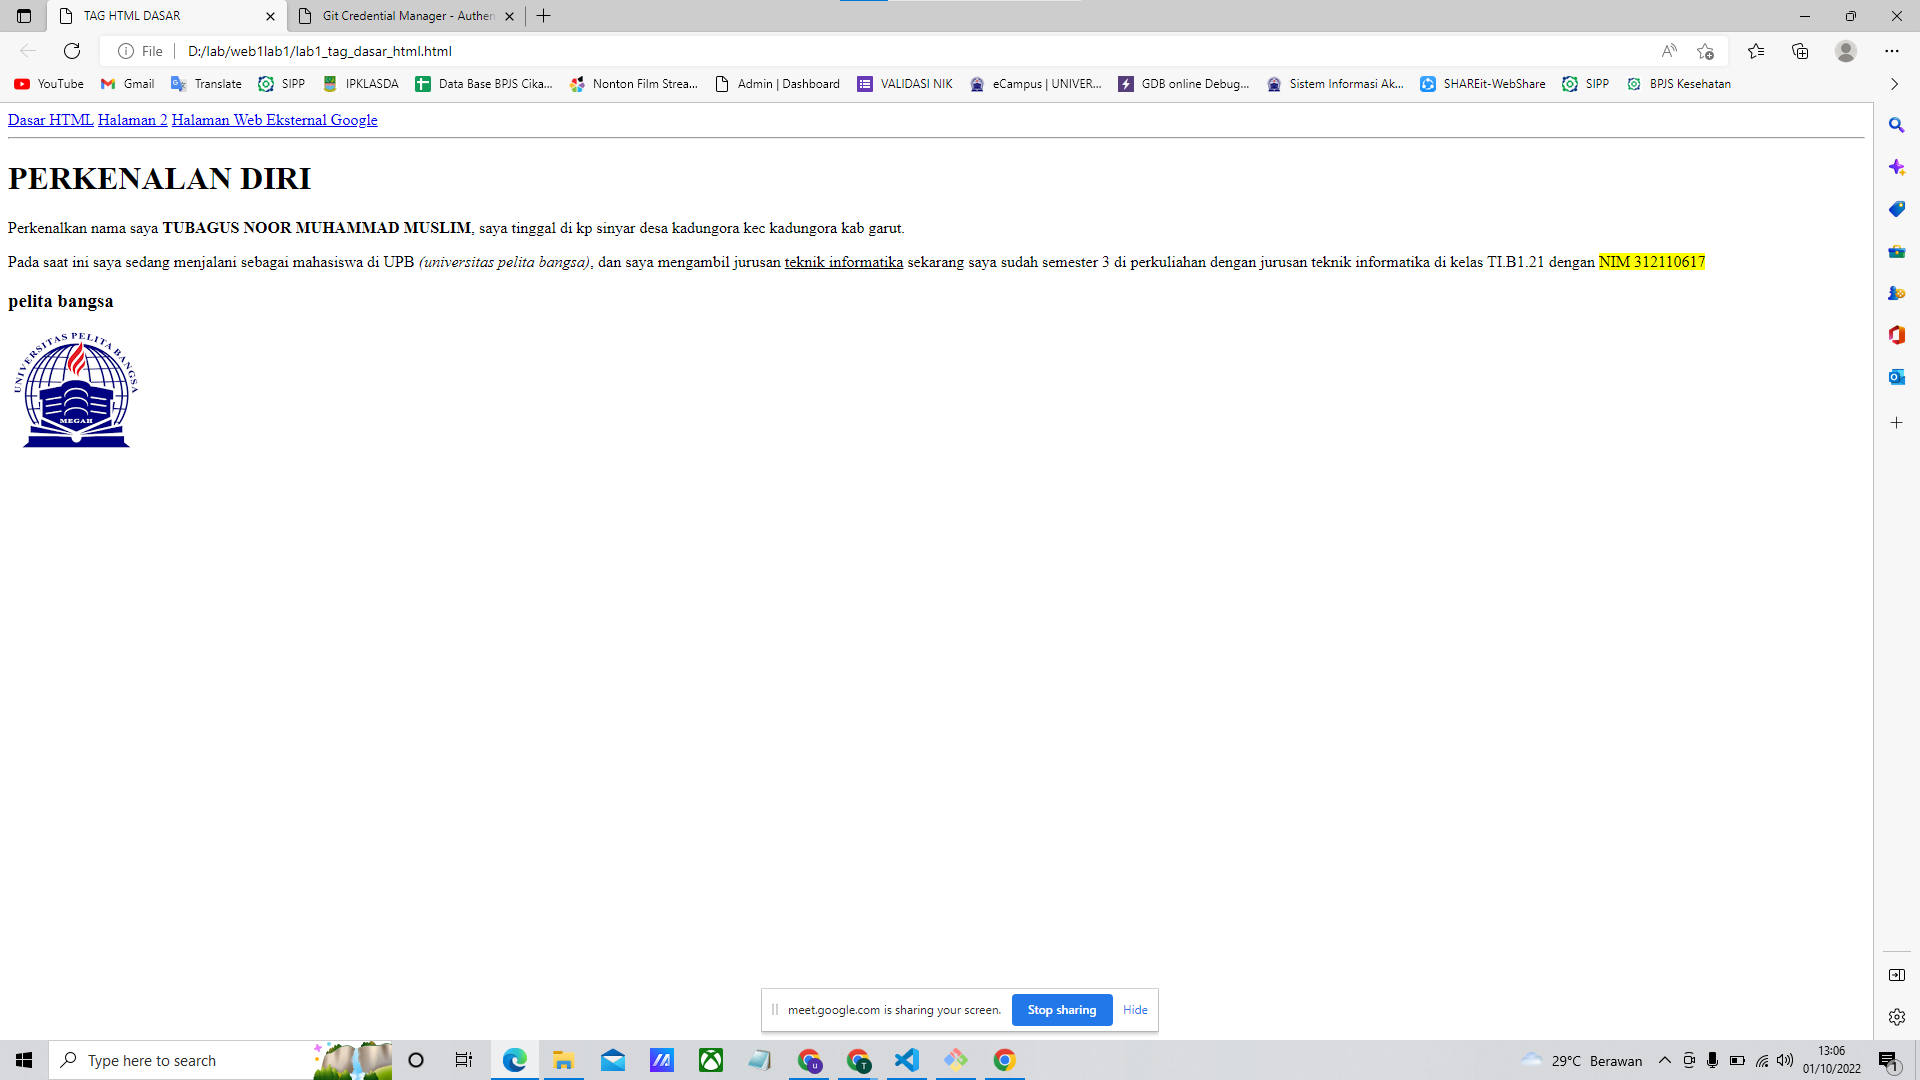 TAG HTML DASAR
Git Credential Manager - Authen
File
D:/lab/web1lab1/lab1_tag_dasar_html.html
YouTube Gmail Translate SIPP IPKLASDA Data Base BPJS Cika... Nonton Film Strea... Admin | Dashboard VALIDASI NIK eCampus | UNIVER... GDB online Debug... Sistem Informasi Ak... SHAREit-WebShare SIPP BPJS Kesehatan
Dasar HTML Halaman 2 Halaman Web Eksternal Google
PERKENALAN DIRI
Perkenalkan nama saya TUBAGUS NOOR MUHAMMAD MUSLIM, saya tinggal di kp sinyar desa kadungora kec kadungora kab garut.
Pada saat ini saya sedang menjalani sebagai mahasiswa di UPB (universitas pelita bangsa), dan saya mengambil jurusan teknik informatika sekarang saya sudah semester 3 di perkuliahan dengan jurusan teknik informatika di kelas TI.B1.21 dengan NIM 312110617
pelita bangsa
UNIVERSITAS PELITA BANGSA
MEGAH
meet.google.com is sharing your screen.
Stop sharing
Hide
Type here to search
29°C Berawan
13:06
01/10/2022
1